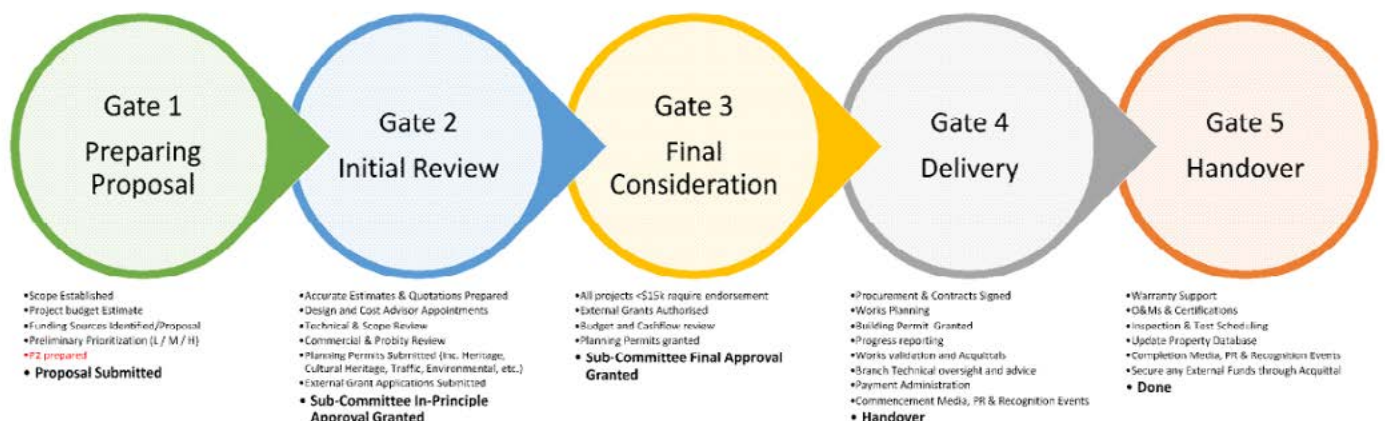 Gate 1
Preparing
Proposal
Gate 2
Initial Review
Gate 3
Final
Consideration
Gate 4
Delivery
Gate 5
Handover
•Scope Established
•Project budget Estimate
•Funding Sources Identified/Proposal
•Preliminary Prioritization (L / M / H)
•P2 prepared
• Proposal Submitted
•Accurate Estimates & Quotations Prepared
•Design and Cost Advisor Appointments
•Technical & Scope Review
•Commercial & Probity Review
•Planning Permits Submitted (inc. Heritage,
Cultural Heritage, Traffic, Environmental, etc.)
•External Grant Applications Submitted
• Sub-Committee In-Principle
Approval Granted
•All projects <$15k require endorsement
•External Grants Authorised
•Budget and Cashflow review
•Planning Permits granted
• Sub-Committee Final Approval
Granted
•Procurement & Contracts Signed
•Works Planning
•Building Permit Granted
•Progress reporting
•Works validation and Acquittals
•Branch Technical oversight and advice
•Payment Administration
•Commencement Media, PR & Recognition Events
• Handover
•Warranty Support
•O&Ms & Certifications
•Inspection & Test Scheduling
•Update Property Database
•Completion Media, PR & Recognition Events
•Secure any External Funds through Acquittal
• Done